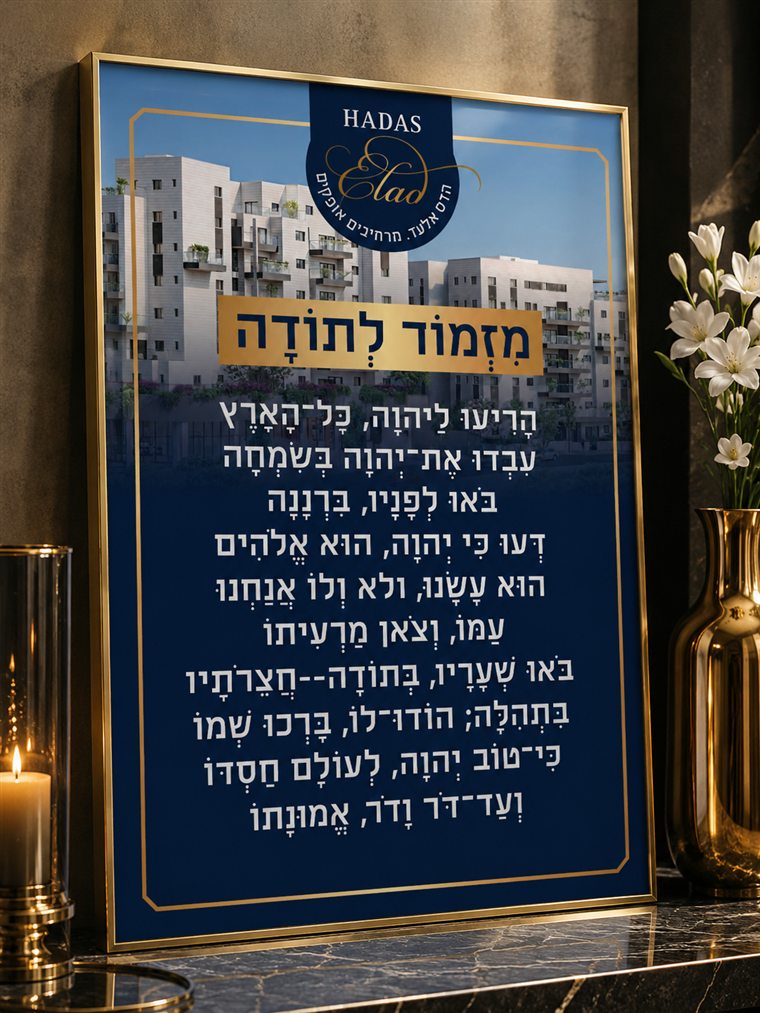 HADAS
Elad
הדס אלעד. מרחיבים אופקים
מִזְמוֹר לְתוֹדָה
הָרִיעוּ לַיהוָה, כָּל־הָאָרֶץ
עִבְדוּ אֶת־יְהוָה בְּשִׂמְחָה
בֹּאוּ לְפָנָיו, בִּרְנָנָה
דְּעוּ כִּי יְהוָה, הוּא אֱלֹהִים
הוּא עָשָׂנוּ, ולא וְלוֹ אֲנַחְנוּ
עַמּוֹ, וְצֹאן מַרְעִיתוֹ
בֹּאוּ שְׁעָרָיו, בְּתוֹדָה--חֲצֵרֹתָיו
בִּתְהִלָּה; הוֹדוּ־לוֹ, בָּרְכוּ שְׁמוֹ
כִּי־טוֹב יְהוָה, לְעוֹלָם חַסְדּוֹ
וְעַד־דֹּר וָדֹר, אֱמוּנָתוֹ